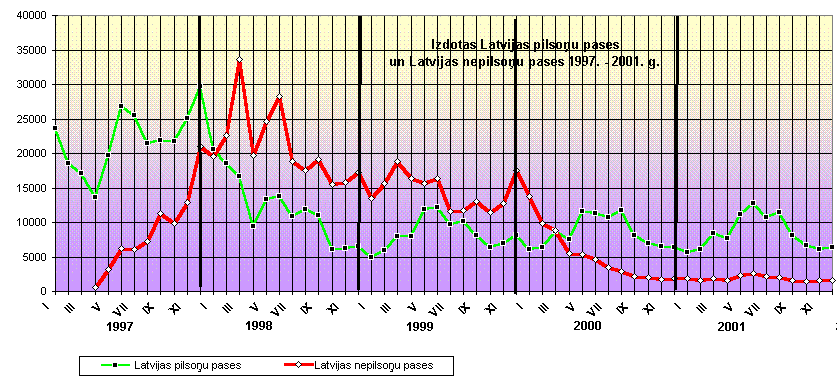 Izdotas Latvijas pilsoņu pases
un Latvijas nepilsoņu pases 1997. - 2001. g.
40000
35000
30000
25000
20000
15000
10000
5000
0
I III V VII IX XI I III V VII IX XI I III V VII IX XI I III V VII IX XI I III V VII IX XI
1997 1998 1999 2000 2001
Latvijas pilsoņu pases Latvijas nepilsoņu pases